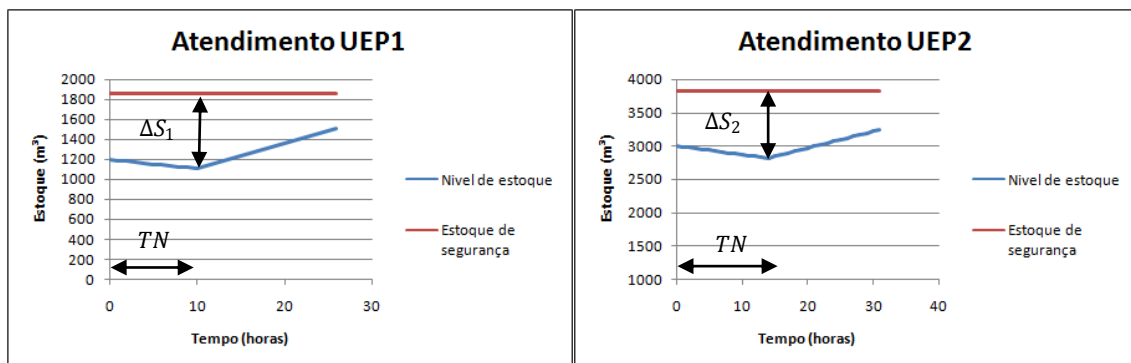 Atendimento UEP1
Estoque (m³)
2000
1800
1600
1400
1200
1000
800
600
400
200
0
ΔS₁
TN
0 10 20 30
Tempo (horas)
Nivel de estoque
Estoque de
segurança
Atendimento UEP2
Estoque (m³)
4000
3500
3000
2500
2000
1500
1000
ΔS₂
TN
0 10 20 30 40
Tempo (horas)
Nivel de estoque
Estoque de
segurança